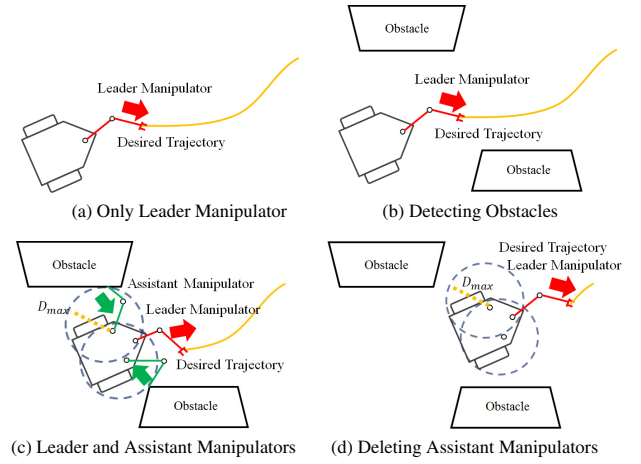 Leader Manipulator
Desired Trajectory
(a) Only Leader Manipulator
Obstacle
Leader Manipulator
Desired Trajectory
Obstacle
(b) Detecting Obstacles
Obstacle
Assistant Manipulator
D_max
Leader Manipulator
Desired Trajectory
Obstacle
(c) Leader and Assistant Manipulators
Obstacle
Desired Trajectory
Leader Manipulator
D_max
Obstacle
(d) Deleting Assistant Manipulators